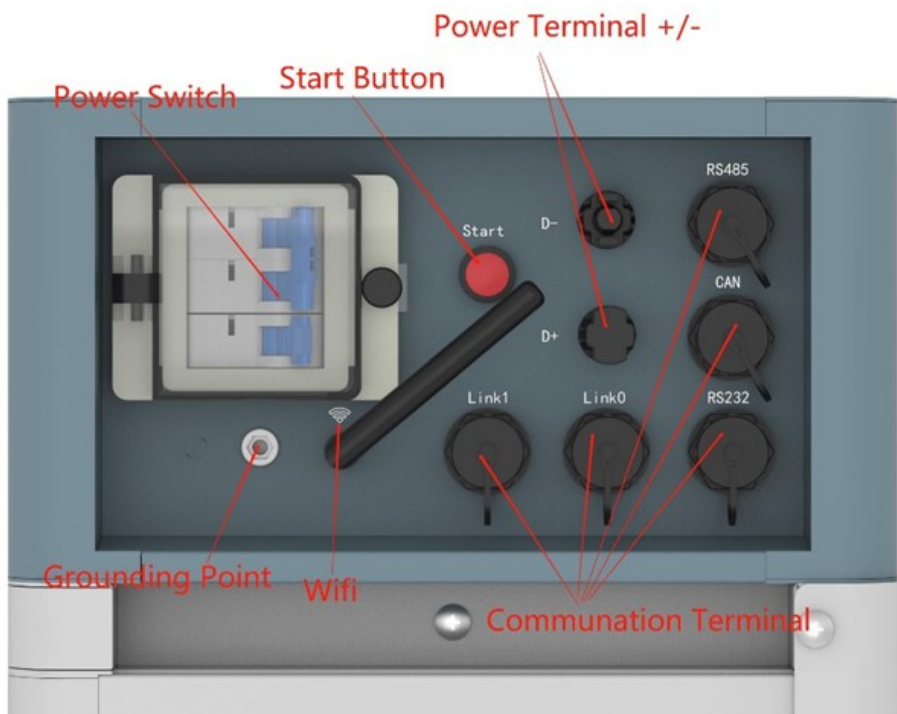 Power Terminal +/-
Start Button
Power Switch
RS485
Start
D-
CAN
D+
Link1
Link0
RS232
Grounding Point
Wifi
Communation Terminal